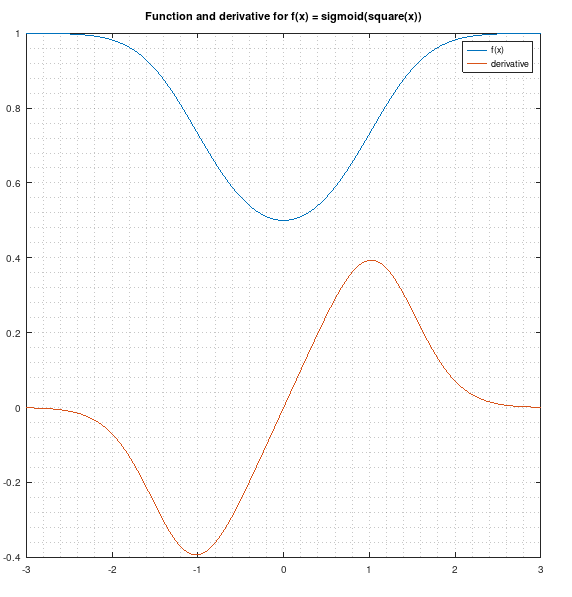 Function and derivative for f(x) = sigmoid(square(x))
1
f(x)
derivative
0.8
0.6
0.4
0.2
0
-0.2
-0.4
-3 -2 -1 0 1 2 3